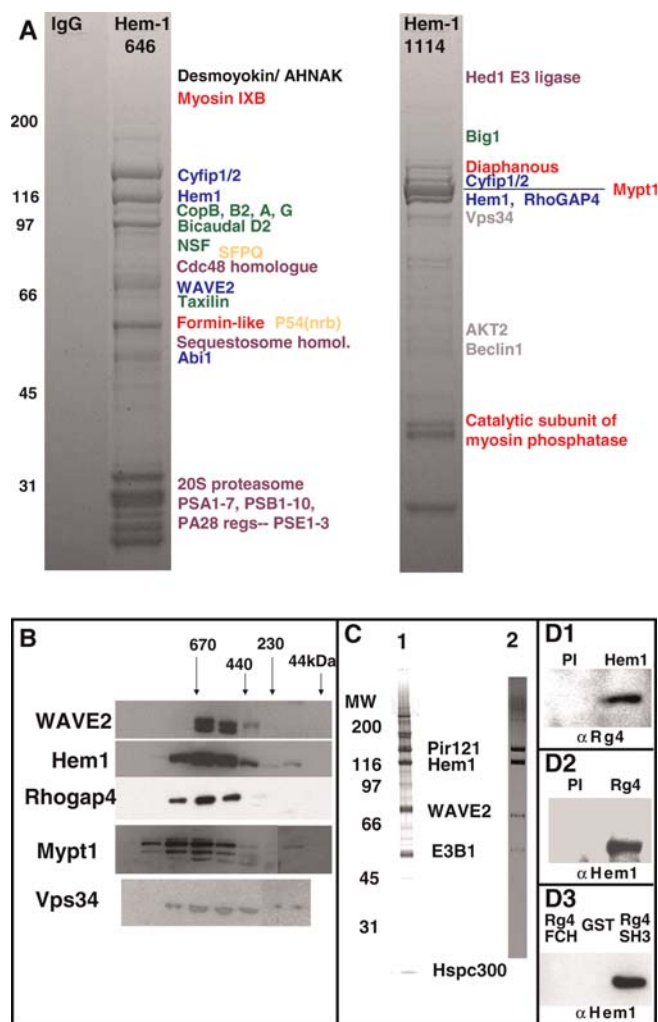 A
IgG
Hem-1
646
Desmoyokin/ AHNAK
Myosin IXB
200
Cyfip1/2
116
Hem1
CopB, B2, A, G
97
Bicaudal D2
NSF
SFPQ
Cdc48 homologue
66
WAVE2
Taxilin
Formin-like
P54(nrb)
Sequestosome homol.
Abi1
45
31
20S proteasome
PSA1-7, PSB1-10,
PA28 regs-- PSE1-3
Hem-1
1114
Hed1 E3 ligase
Big1
Diaphanous
Cyfip1/2
Mypt1
Hem1, RhoGAP4
Vps34
AKT2
Beclin1
Catalytic subunit of
myosin phosphatase
B
670
440
230
44kDa
WAVE2
Hem1
Rhogap4
Mypt1
Vps34
C
1
2
MW
200
Pir121
116
Hem1
97
WAVE2
66
E3B1
45
31
Hspc300
D1
PI
Hem1
αRg4
D2
PI
Rg4
αHem1
D3
Rg4
FCH
GST
Rg4
SH3
αHem1